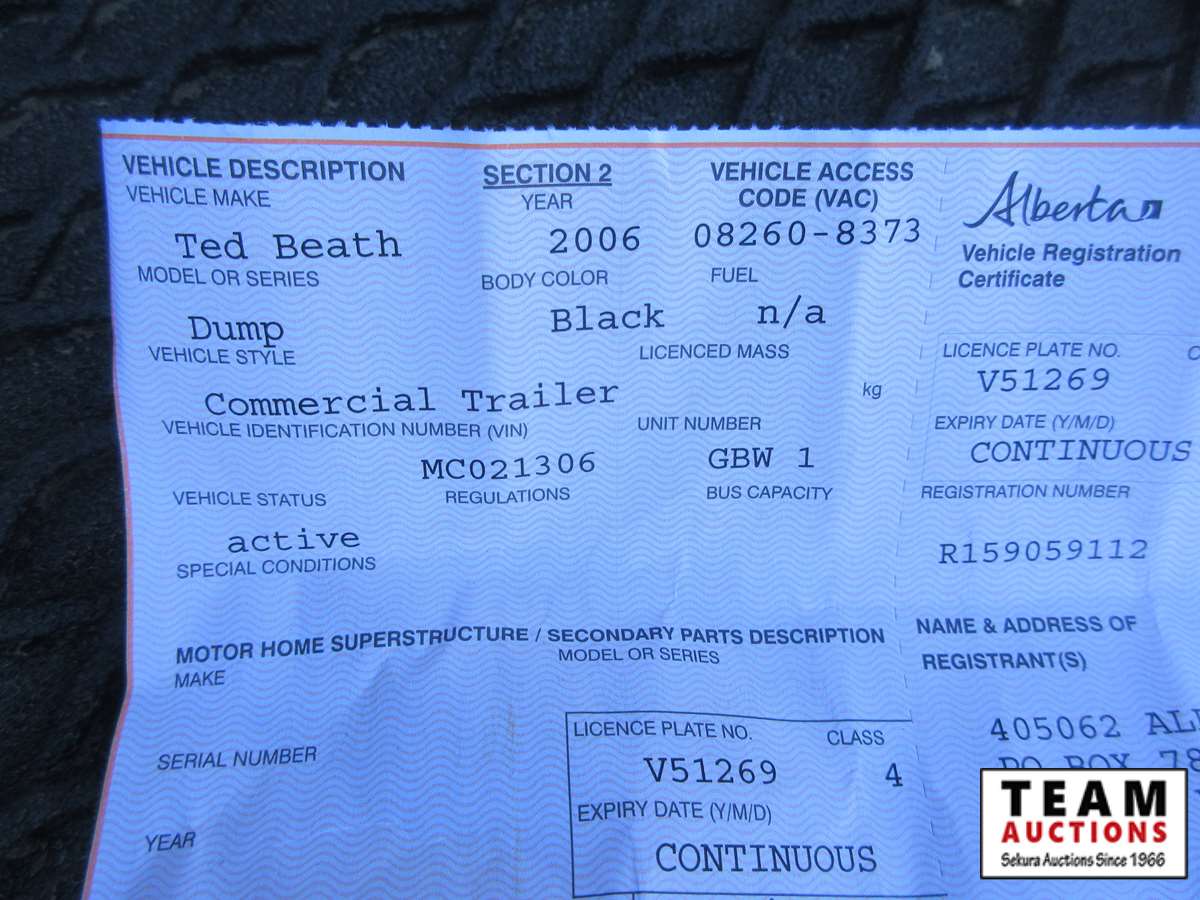 VEHICLE DESCRIPTION
SECTION 2
VEHICLE ACCESS
CODE (VAC)
VEHICLE MAKE
YEAR
Ted Beath
2006
08260-8373
MODEL OR SERIES
BODY COLOR
FUEL
Dump
Black
n/a
VEHICLE STYLE
LICENCED MASS
Commercial Trailer
kg
VEHICLE IDENTIFICATION NUMBER (VIN)
UNIT NUMBER
MC021306
GBW 1
VEHICLE STATUS
REGULATIONS
BUS CAPACITY
active
SPECIAL CONDITIONS
MOTOR HOME SUPERSTRUCTURE / SECONDARY PARTS DESCRIPTION
MAKE
MODEL OR SERIES
SERIAL NUMBER
YEAR
LICENCE PLATE NO.
CLASS
V51269
4
EXPIRY DATE (Y/M/D)
CONTINUOUS
Alberta
Vehicle Registration
Certificate
LICENCE PLATE NO.
V51269
EXPIRY DATE (Y/M/D)
CONTINUOUS
REGISTRATION NUMBER
R159059112
NAME & ADDRESS OF
REGISTRANT(S)
405062
PO BOX
TEAM
AUCTIONS
Sekura Auctions Since 1966